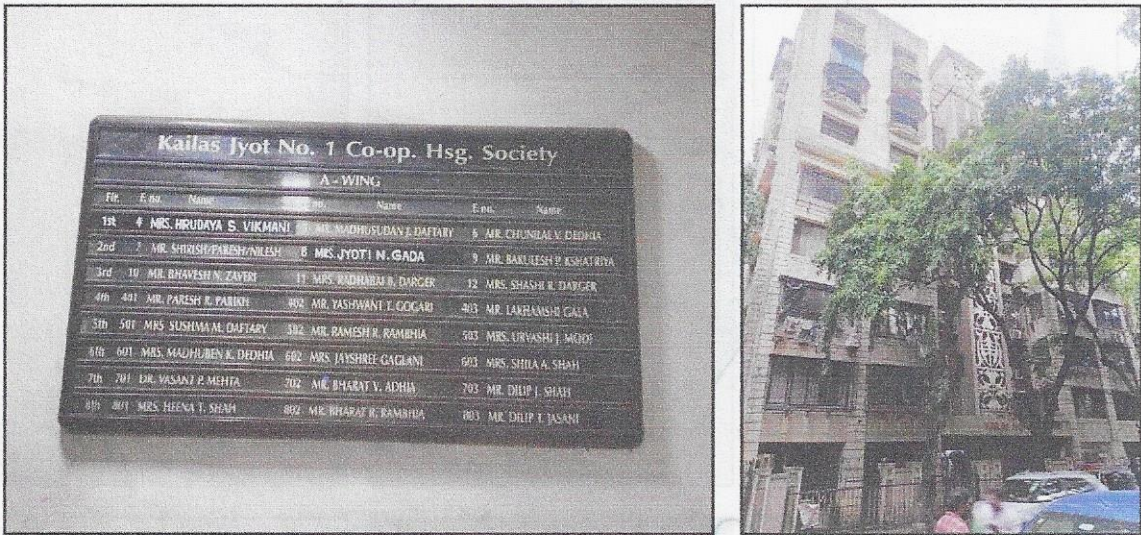 Kailas Jyot No. 1 Co-op. Hsg. Society
A - WING
Flr. F. no. Name no. Name F. no. Name
1st 4 MRS. HIRUDAYA S. VIKMANI 5 MR. MADHUSUDAN J. DAFTARY 6 MR. CHUNILAL V. DEDHIA
2nd 7 MR. SHIRISH/PARESH/NILESH 8 MRS. JYOTI N. GADA 9 MR. BAKULESH P. KSHATRIYA
3rd 10 MR. BHAVESH N. ZAVERI 11 MRS. RADHABAI B. DARGER 12 MRS. SHASHI R. DARGER
4th 401 MR. PARESH R. PARIKH 402 MR. YASHWANT T. GOGARI 403 MR. LAKHAMSHI GALA
5th 501 MRS. SUSHMA M. DAFTARY 502 MR. RAMESH R. RAMBHIA 503 MRS. URVASHI J. MODI
6th 601 MRS. MADHUBEN K. DEDHIA 602 MRS. JAYSHREE GAGLANI 603 MRS. SHILA A. SHAH
7th 701 DR. VASANT P. MEHTA 702 MR. BHARAT V. ADHIA 703 MR. DILIP J. SHAH
8th 801 MRS. HEENA T. SHAH 802 MR. BHARAT R. RAMBHIA 803 MR. DILIP T. JASANI